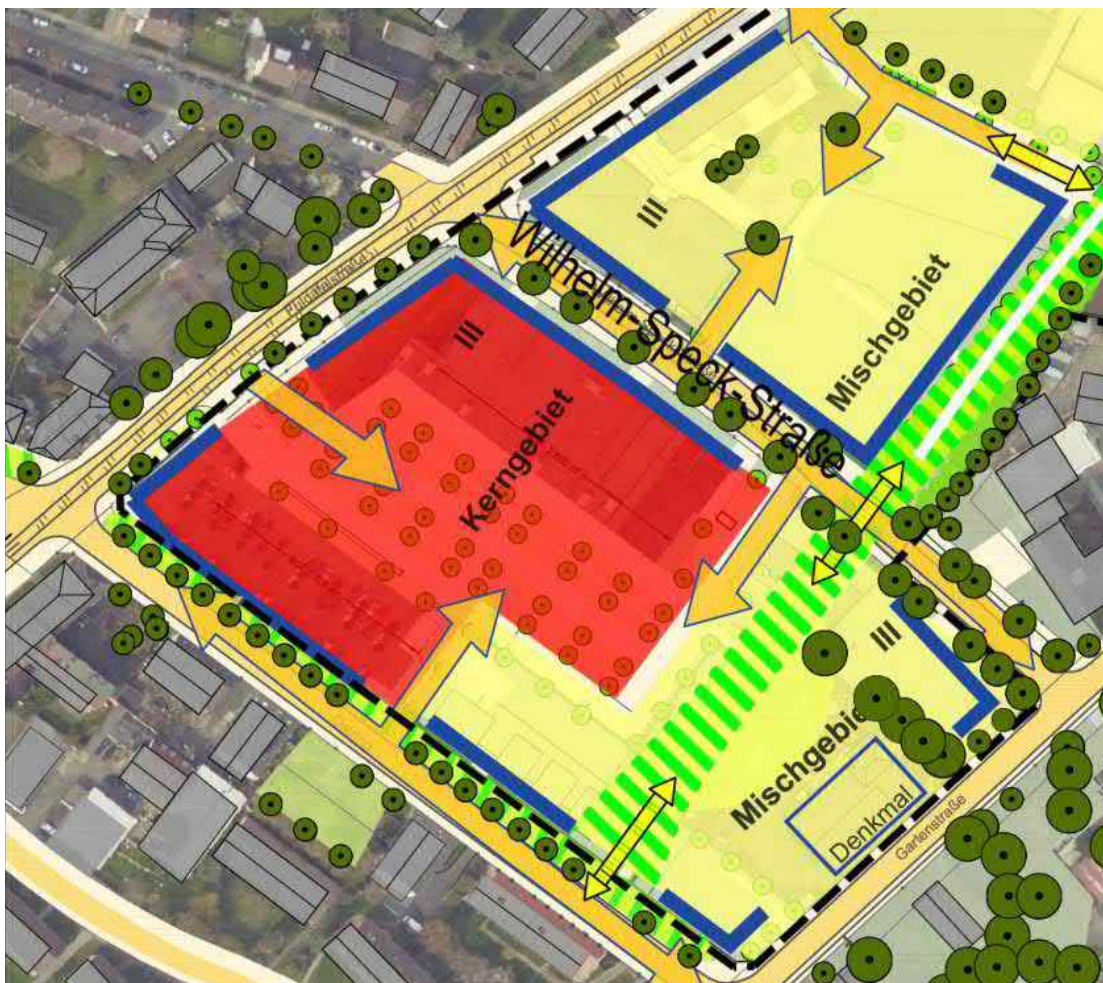 III
Wilhelm-Speck-Straße
Mischgebiet
III
Kerngebiet
III
Mischgebiet
Denkmal
Gartenstraße